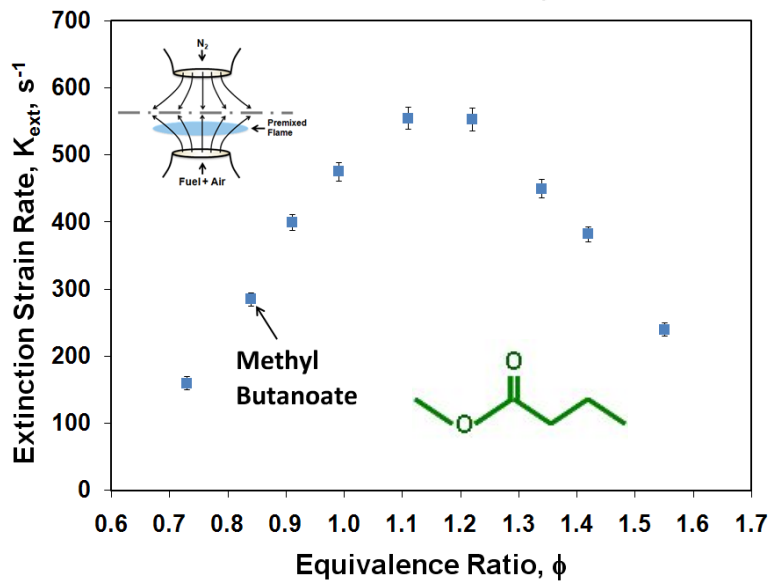 Extinction Strain Rate, K_ext, s⁻¹
700
600
500
400
300
200
100
0
N₂
Premixed
Flame
Fuel + Air
Methyl
Butanoate
O
O
0.6 0.7 0.8 0.9 1.0 1.1 1.2 1.3 1.4 1.5 1.6 1.7
Equivalence Ratio, ϕ